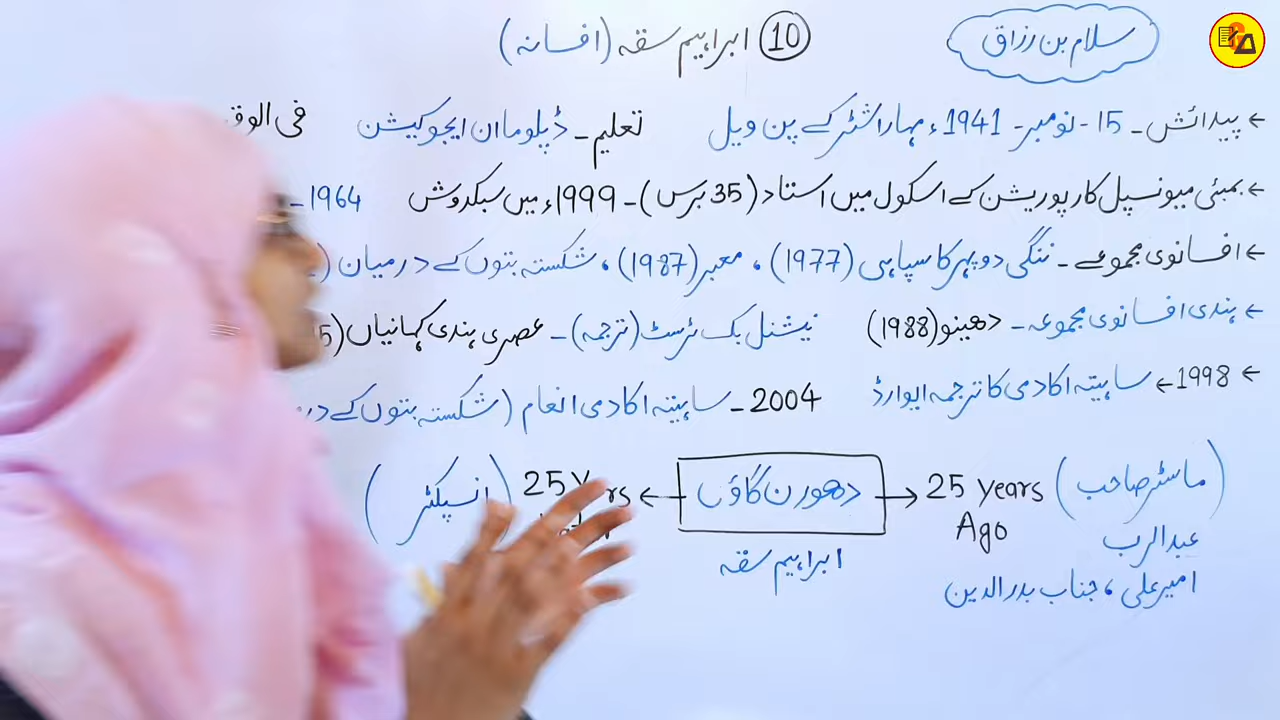 سلام بن رزاق
10 ابراہیم سقہ (افسانہ)
← پیدائش ـ 15 - نومبر - 1941ء مہاراشٹر کے پن ویل تعلیم ـ ڈپلوما ان ایجوکیشن فی
← بمبئی میونسپل کارپوریشن کے اسکول میں استاد (35 برس) ـ 1999ء میں سبکدوش 1964 ـ
← افسانوی مجموعے ـ ننگی دوپہر کا سپاہی (1977) ، معبر (1987) ، شکستہ بتوں کے درمیان (
← ہندی افسانوی مجموعہ ـ دھینو (1988) نیشنل بک ٹرسٹ (ترجمہ) ـ عصری ہندی کہانیاں (
← 1998 ← ساہتیہ اکادمی کا ترجمہ ایوارڈ 2004 ـ ساہتیہ اکادمی انعام (شکستہ بتوں کے
(ماسٹر صاحب) 25 years Ago ← دھورن گاؤں → 25 (انسپکٹر)
عبدالرب
ابراہیم سقہ
امیر علی ، جناب بدرالدین